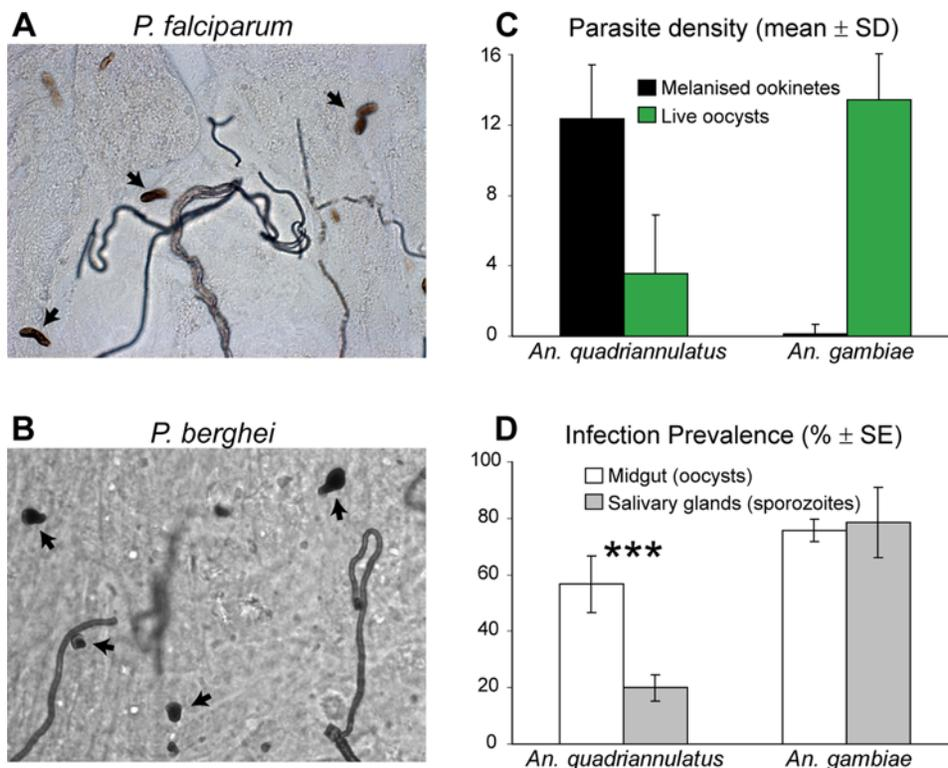 A
P. falciparum
B
P. berghei
C
Parasite density (mean ± SD)
16
12
8
4
0
Melanised ookinetes
Live oocysts
An. quadriannulatus
An. gambiae
D
Infection Prevalence (% ± SE)
100
80
60
40
20
0
Midgut (oocysts)
Salivary glands (sporozoites)
***
An. quadriannulatus
An. gambiae